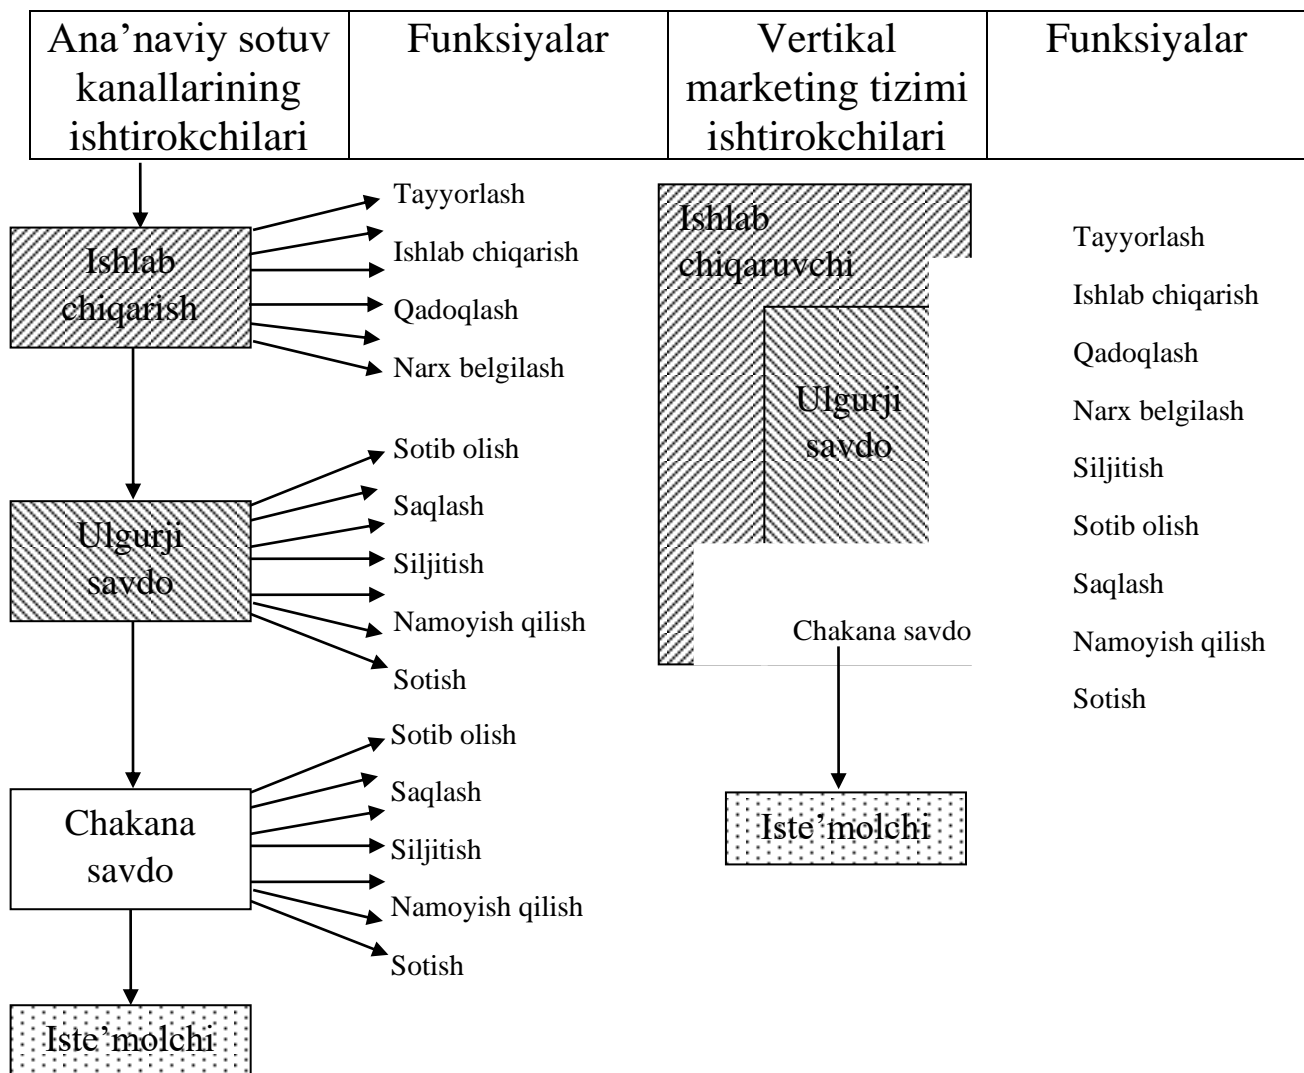 Ana’naviy sotuv
kanallarining
ishtirokchilari
Funksiyalar
Vertikal
marketing tizimi
ishtirokchilari
Funksiyalar
Ishlab
chiqarish
Tayyorlash
Ishlab chiqarish
Qadoqlash
Narx belgilash
Ulgurji
savdo
Sotib olish
Saqlash
Siljitish
Namoyish qilish
Sotish
Chakana
savdo
Sotib olish
Saqlash
Siljitish
Namoyish qilish
Sotish
Iste’molchi
Ishlab
chiqaruvchi
Ulgurji
savdo
Chakana savdo
Iste’molchi
Tayyorlash
Ishlab chiqarish
Qadoqlash
Narx belgilash
Siljitish
Sotib olish
Saqlash
Namoyish qilish
Sotish